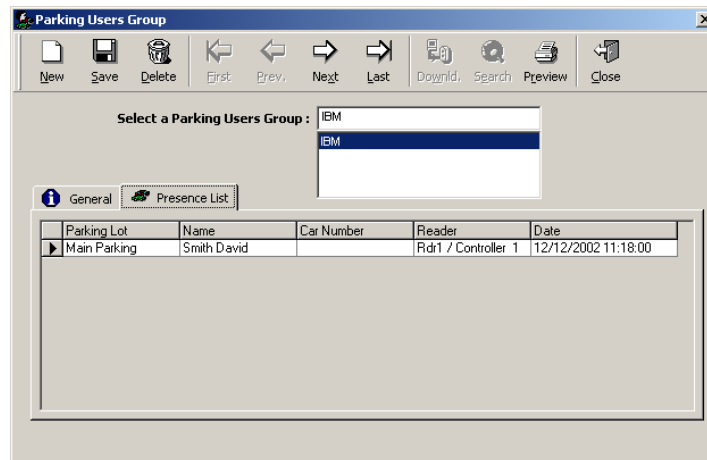 Parking Users Group
New Save Delete First Prev. Next Last Downld. Search Preview Close
Select a Parking Users Group : IBM
IBM
General Presence List
Parking Lot Name Car Number Reader Date
Main Parking Smith David Rdr1 / Controller 1 12/12/2002 11:18:00